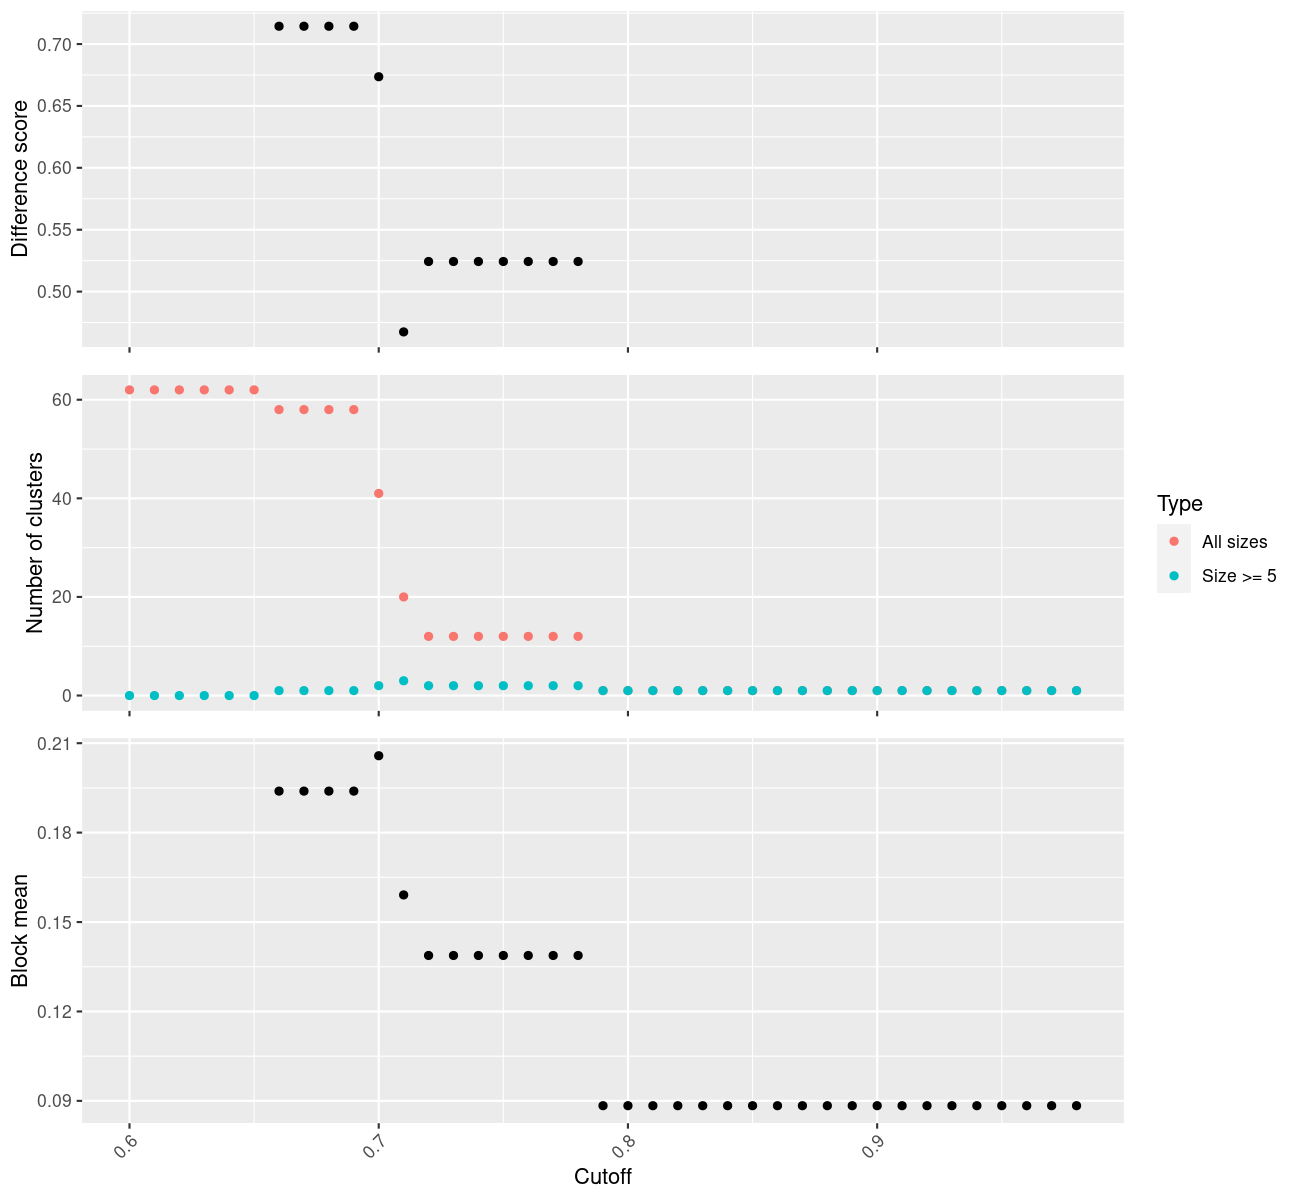 Difference score
0.70
0.65
0.60
0.55
0.50
Number of clusters
60
40
20
0
Type
All sizes
Size >= 5
Block mean
0.21
0.18
0.15
0.12
0.09
0.6 0.7 0.8 0.9
Cutoff